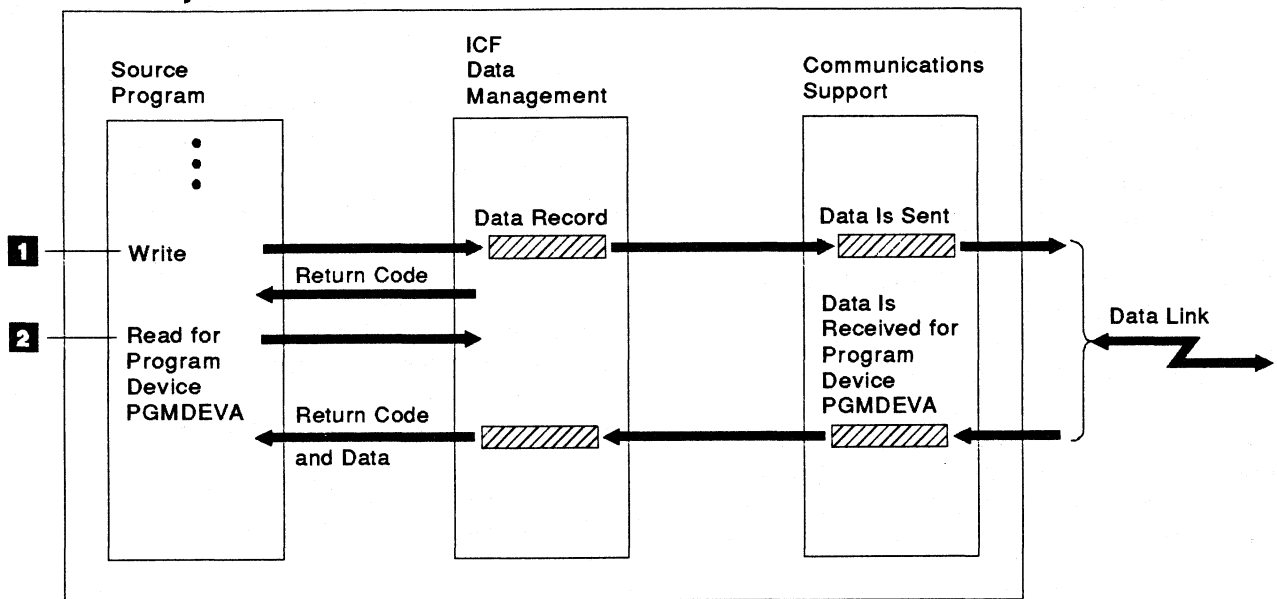 Source
Program
ICF
Data
Management
Communications
Support
Data Record
Data Is Sent
1
Write
Return Code
Data Is
Received for
Program
Device
PGMDEVA
Data Link
2
Read for
Program
Device
PGMDEVA
Return Code
and Data